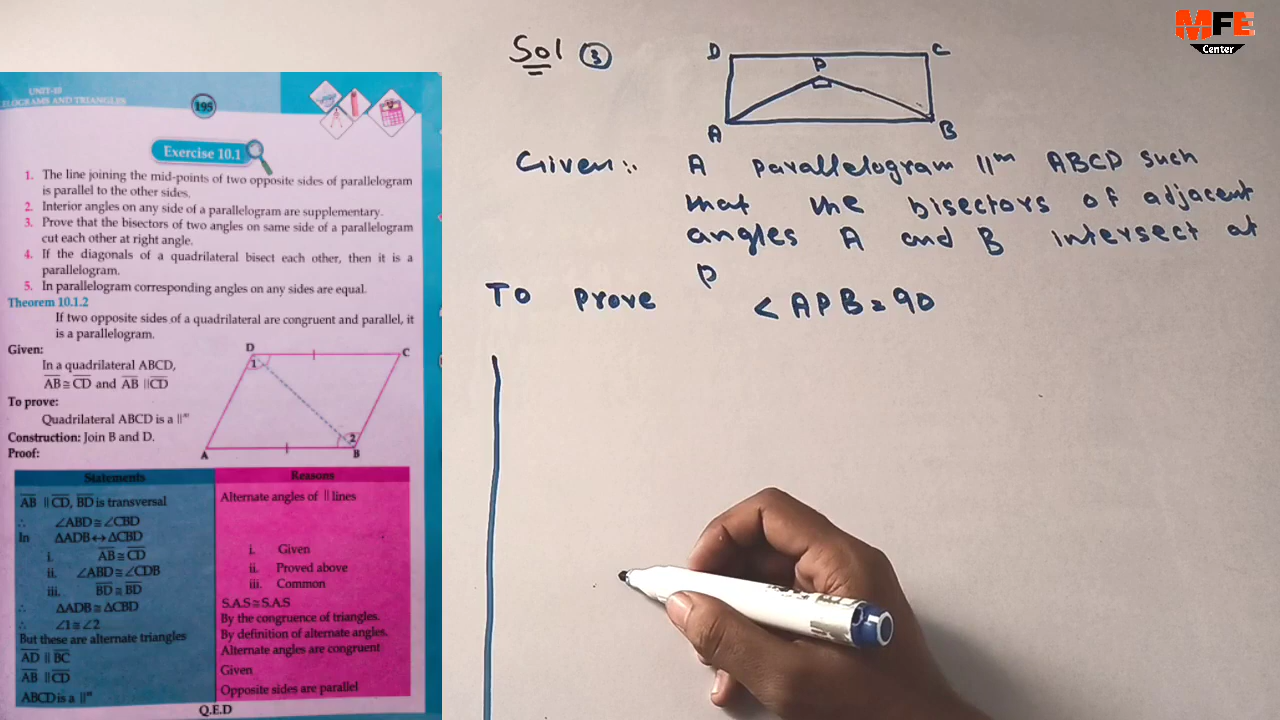 MFE
Center
Sol 3
D C
P
A B
Given:- A parallelogram ||m ABCD such
that the bisectors of adjacent
angles A and B intersect at
P
To prove <APB=90
UNIT-10
ELOGRAMS AND TRIANGLES
195
Exercise 10.1
1. The line joining the mid-points of two opposite sides of parallelogram
is parallel to the other sides.
2. Interior angles on any side of a parallelogram are supplementary.
3. Prove that the bisectors of two angles on same side of a parallelogram
cut each other at right angle.
4. If the diagonals of a quadrilateral bisect each other, then it is a
parallelogram.
5. In parallelogram corresponding angles on any sides are equal.
Theorem 10.1.2
If two opposite sides of a quadrilateral are congruent and parallel, it
is a parallelogram.
Given:
In a quadrilateral ABCD,
AB ≅ CD and AB || CD
To prove:
Quadrilateral ABCD is a ||m
Construction: Join B and D.
Proof:
D C
1
2
A B
Statements Reasons
AB || CD, BD is transversal Alternate angles of || lines
∴ ∠ABD ≅ ∠CBD
In ΔADB ↔ ΔCBD
i. AB ≅ CD i. Given
ii. ∠ABD ≅ ∠CDB ii. Proved above
iii. BD ≅ BD iii. Common
∴ ΔADB ≅ ΔCBD S.A.S ≅ S.A.S
∴ ∠1 ≅ ∠2 By the congruence of triangles.
But these are alternate triangles By definition of alternate angles.
AD || BC Alternate angles are congruent
AB || CD Given
ABCD is a ||m Opposite sides are parallel
Q.E.D